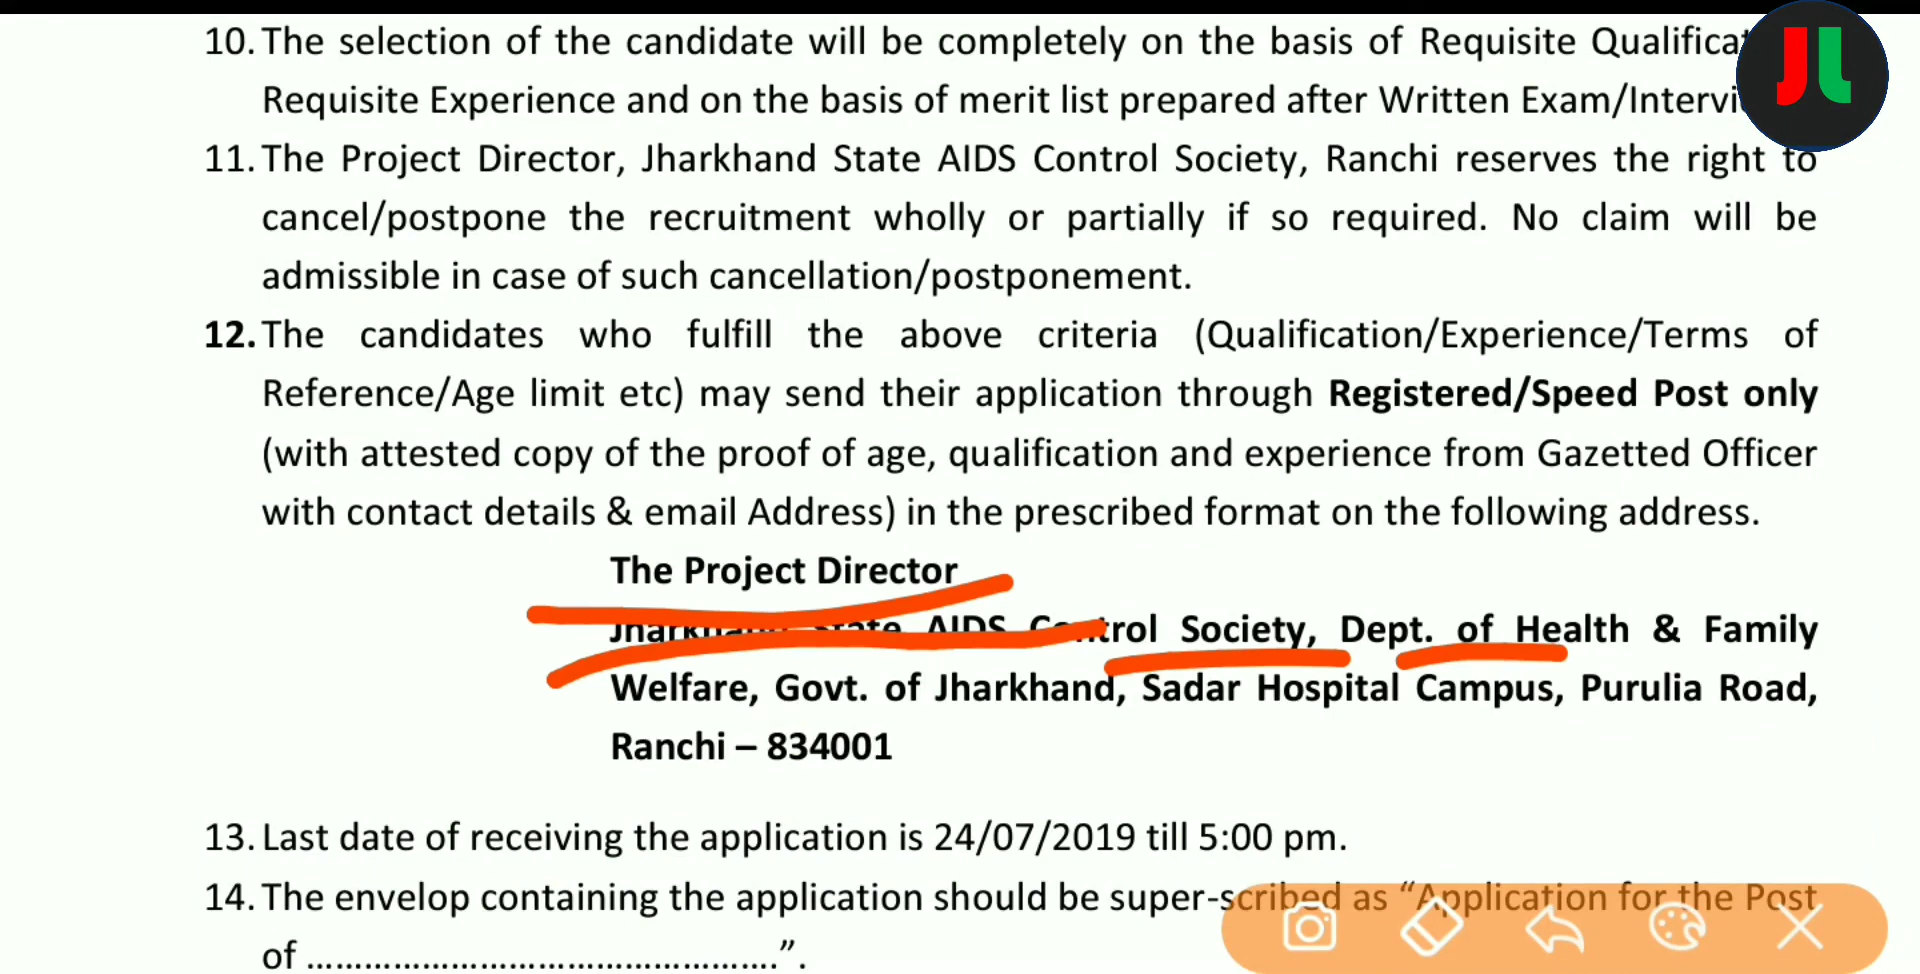 10. The selection of the candidate will be completely on the basis of Requisite
Requisite Experience and on the basis of merit list prepared after Written
11. The Project Director, Jharkhand State AIDS Control Society, Ranchi reserves the right to
cancel/postpone the recruitment wholly or partially if so required. No claim will be
admissible in case of such cancellation/postponement.
12. The candidates who fulfill the above criteria (Qualification/Experience/Terms of
Reference/Age limit etc) may send their application through Registered/Speed Post only
(with attested copy of the proof of age, qualification and experience from Gazetted Officer
with contact details & email Address) in the prescribed format on the following address.
The Project Director
Jharkhand State AIDS Control Society, Dept. of Health & Family
Welfare, Govt. of Jharkhand, Sadar Hospital Campus, Purulia Road,
Ranchi – 834001
13. Last date of receiving the application is 24/07/2019 till 5:00 pm.
14. The envelop containing the application should be super-scribed as “Application for the Post
of ……………………………………….”.